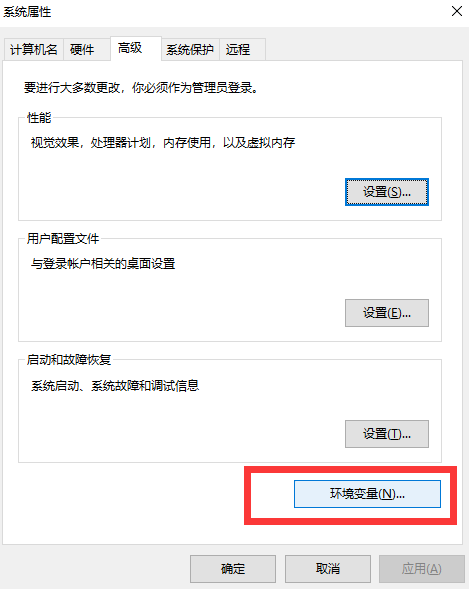 系统属性
计算机名 硬件 高级 系统保护 远程
要进行大多数更改，你必须作为管理员登录。
性能
视觉效果，处理器计划，内存使用，以及虚拟内存
设置(S)...
用户配置文件
与登录帐户相关的桌面设置
设置(E)...
启动和故障恢复
系统启动、系统故障和调试信息
设置(T)...
环境变量(N)...
确定 取消 应用(A)